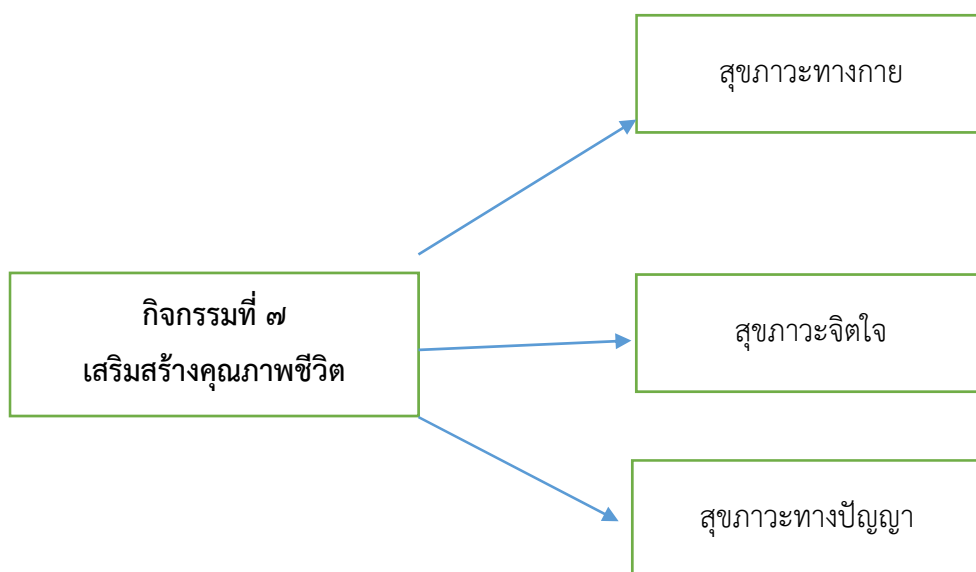 สุขภาวะทางกาย
กิจกรรมที่ ๗
เสริมสร้างคุณภาพชีวิต
สุขภาวะจิตใจ
สุขภาวะทางปัญญา